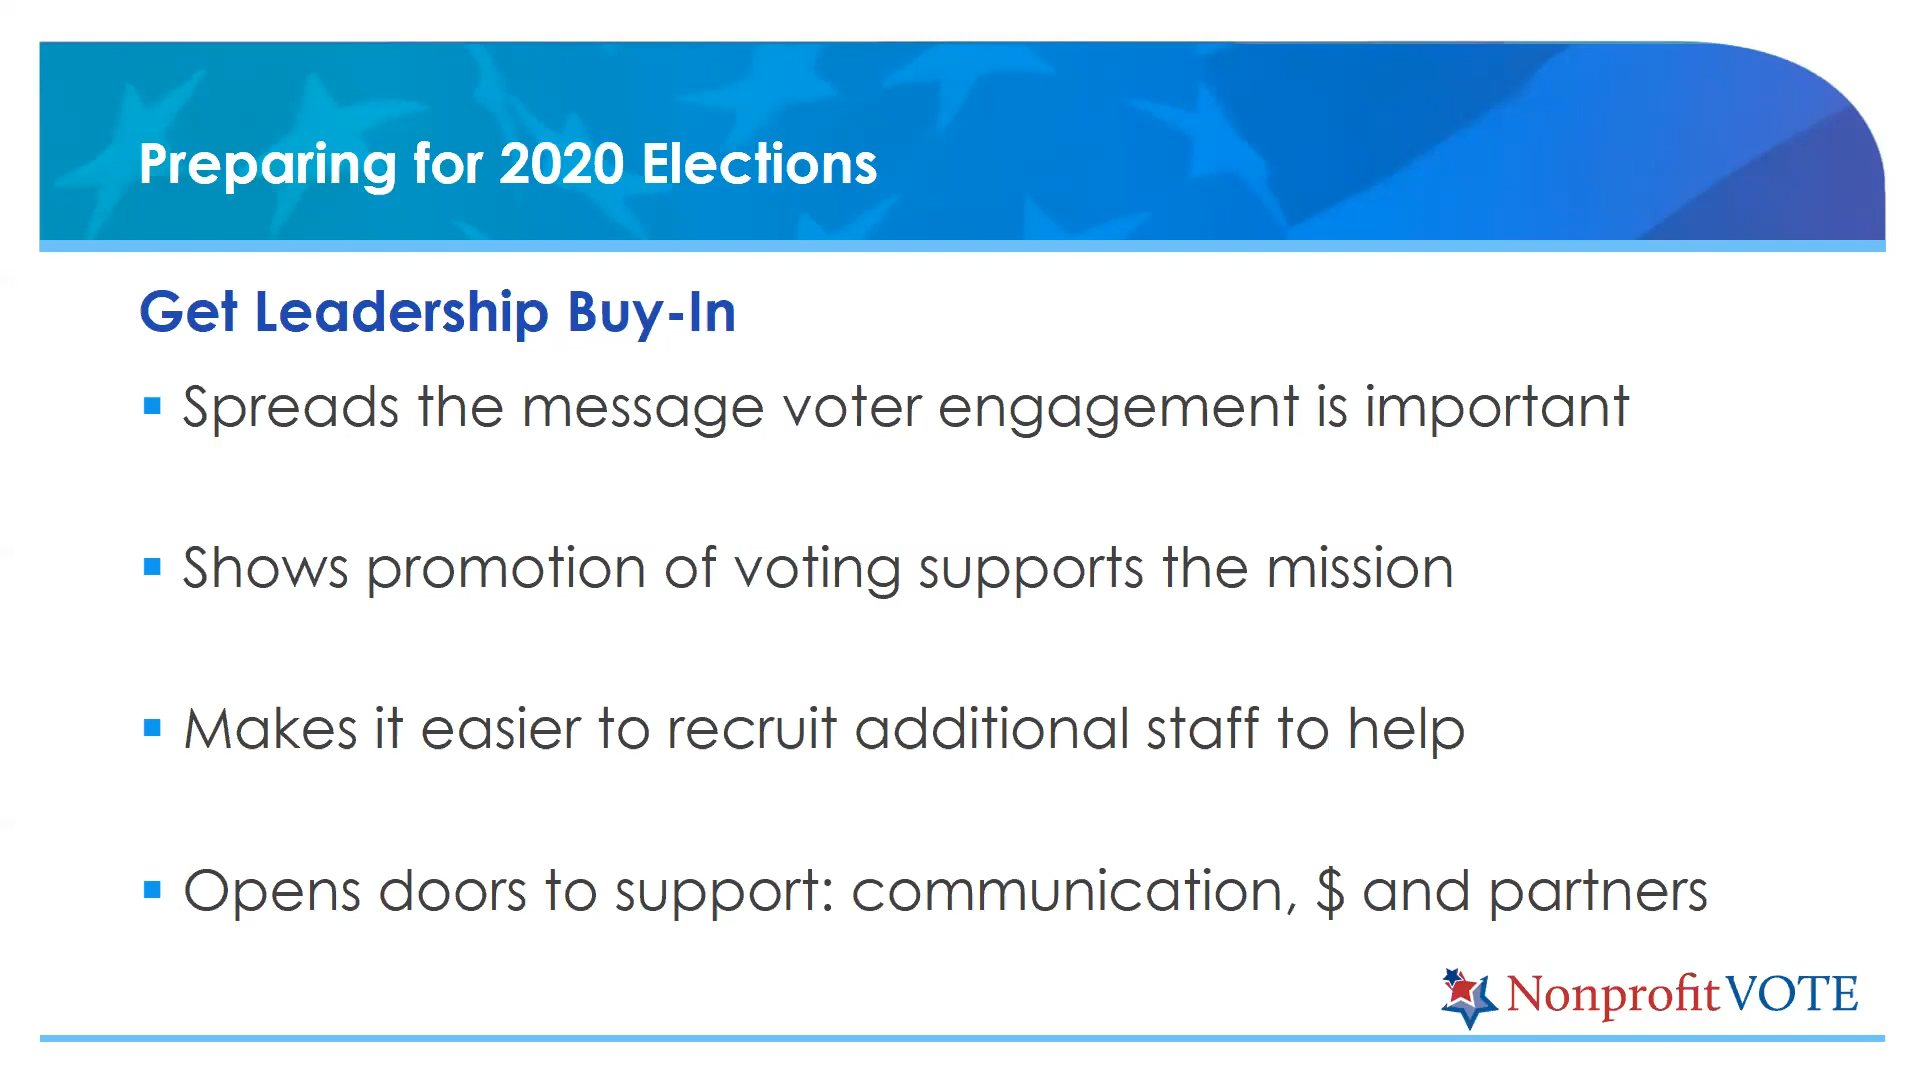 Preparing for 2020 Elections
Get Leadership Buy-In
▪ Spreads the message voter engagement is important
▪ Shows promotion of voting supports the mission
▪ Makes it easier to recruit additional staff to help
▪ Opens doors to support: communication, $ and partners
Nonprofit VOTE